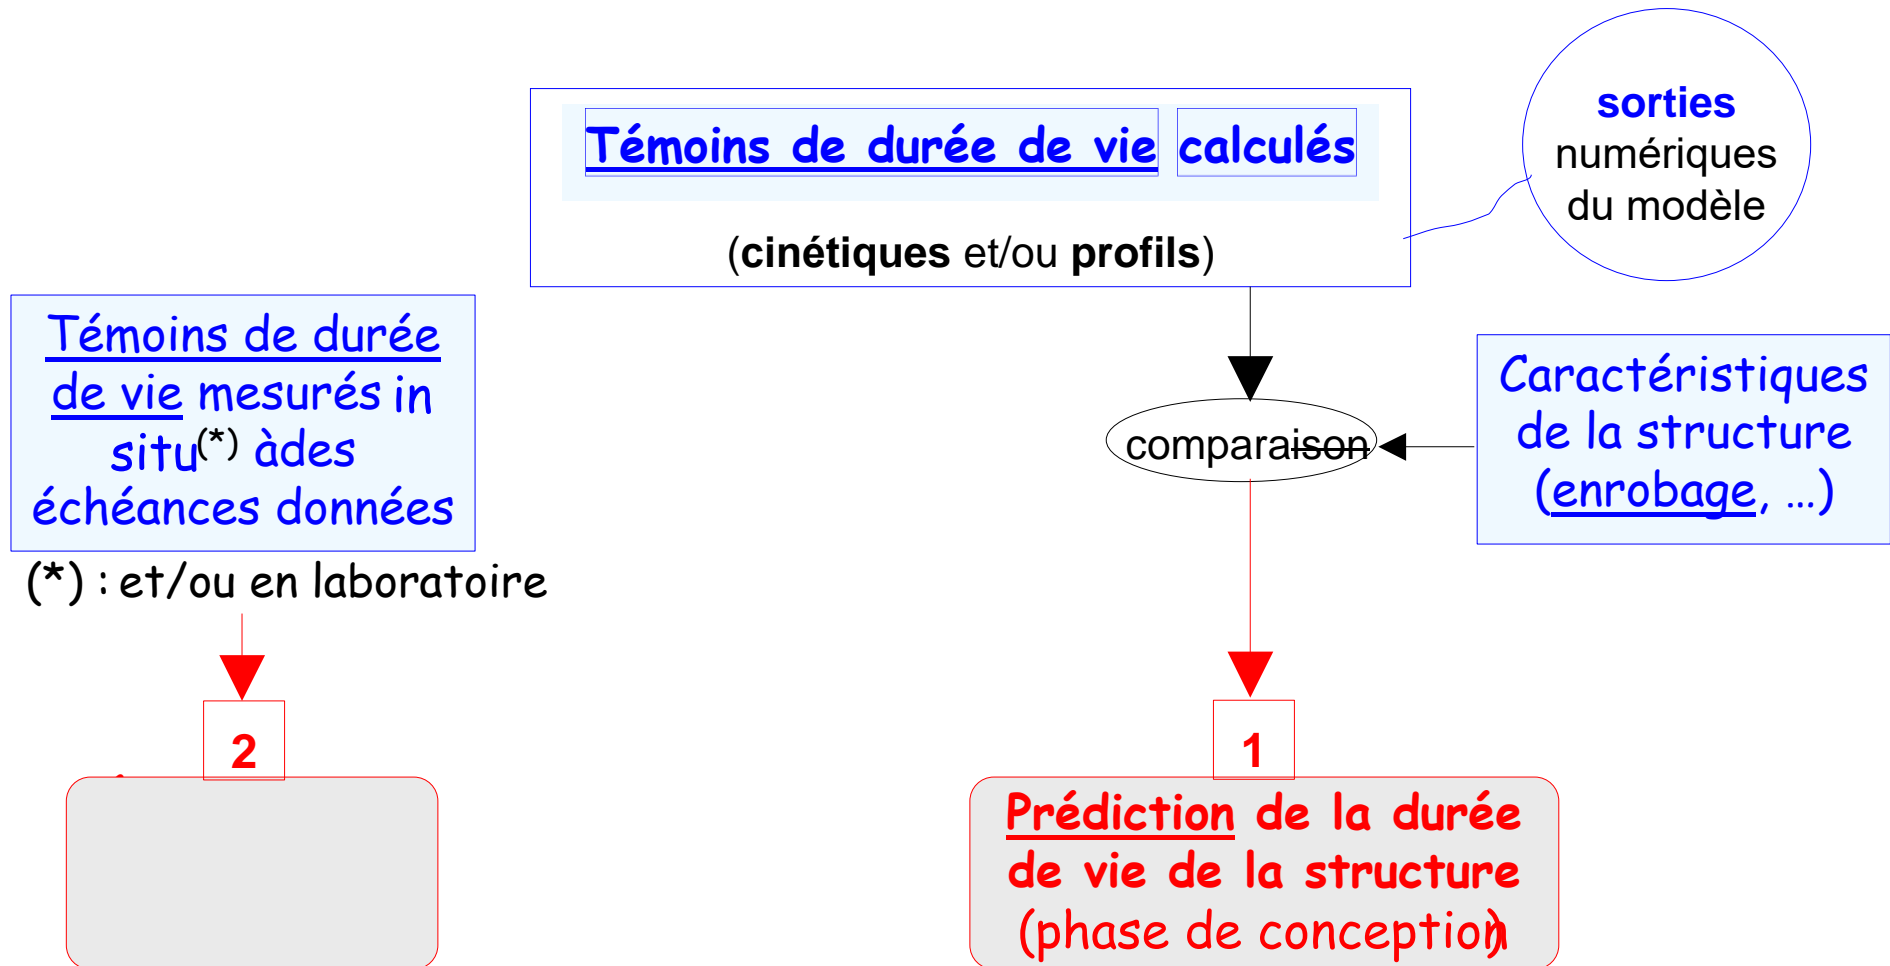 sorties
numériques
du modèle
Témoins de durée de vie calculés
(cinétiques et/ou profils)
Témoins de durée
de vie mesurés in
situ(*) àdes
échéances données
(*) : et/ou en laboratoire
comparaison
Caractéristiques
de la structure
(enrobage, ...)
2
1
Prédiction de la durée
de vie de la structure
(phase de conception)